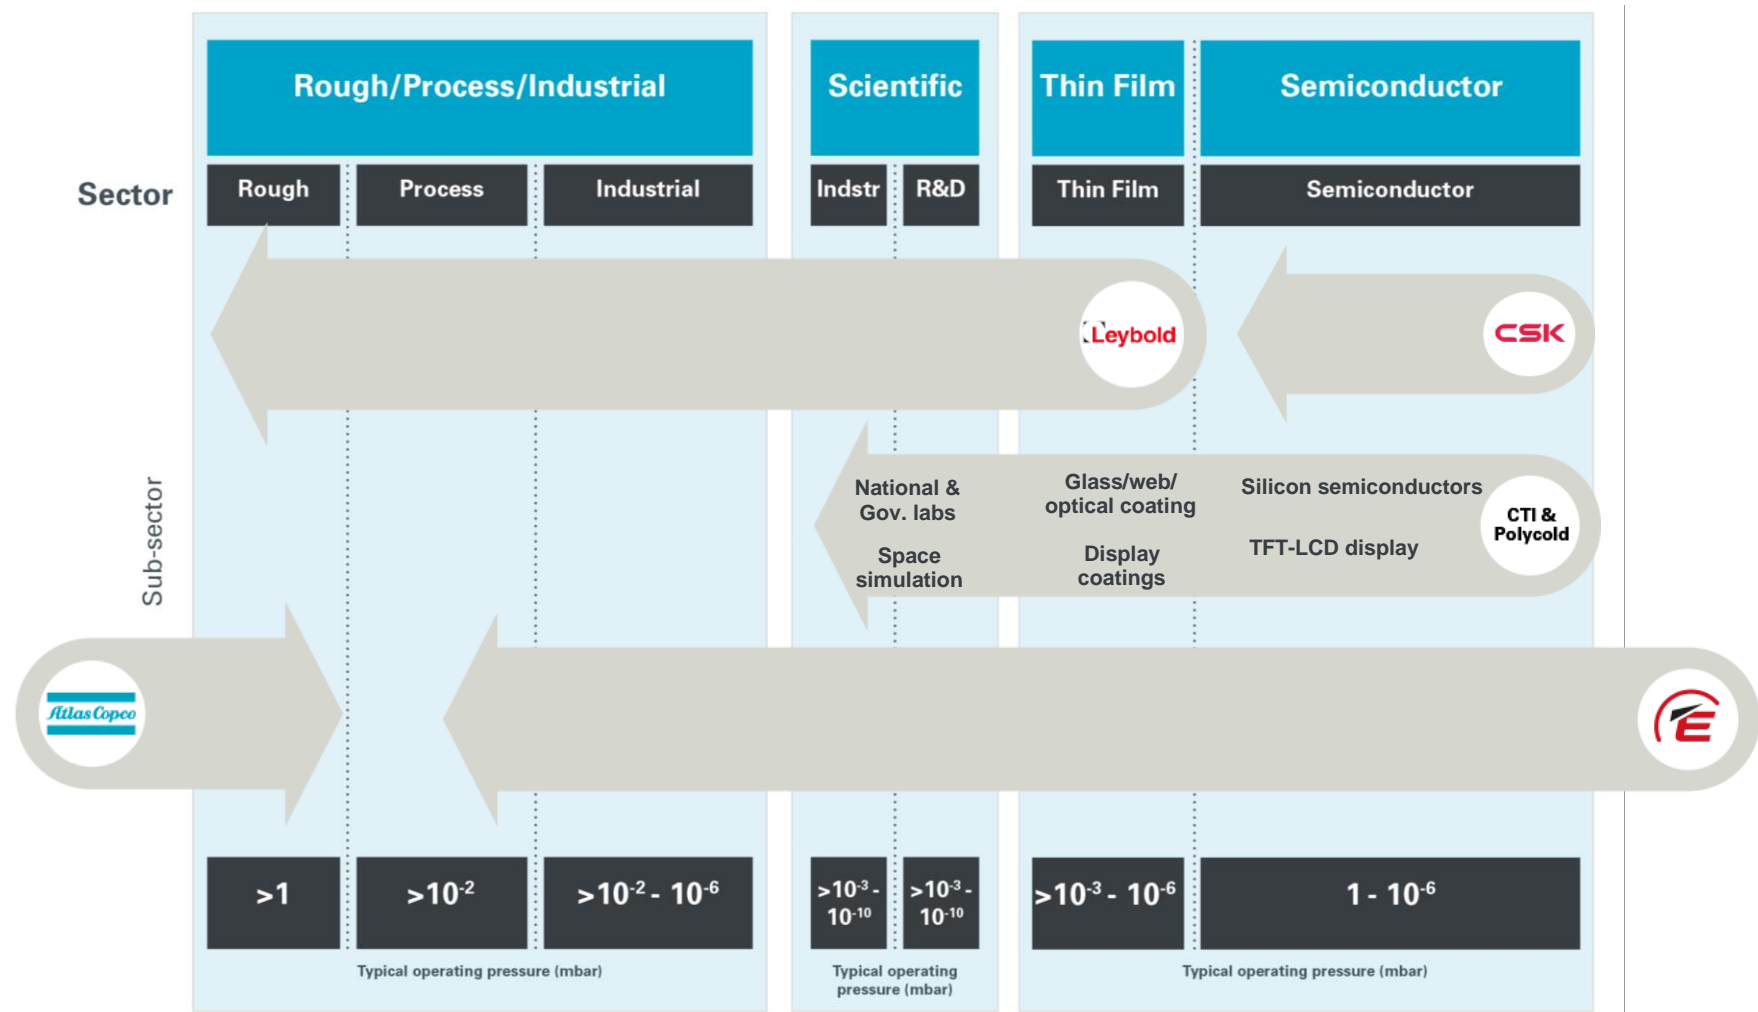 Rough/Process/Industrial
Scientific
Thin Film
Semiconductor
Sector
Rough
Process
Industrial
Indstr
R&D
Thin Film
Semiconductor
Leybold
CSK
Sub-sector
National &
Gov. labs
Space
simulation
Glass/web/
optical coating
Display
coatings
Silicon semiconductors
TFT-LCD display
CTI &
Polycold
Atlas Copco
E
>1
>10⁻²
>10⁻² - 10⁻⁶
>10⁻³ -
10⁻¹⁰
>10⁻³ -
10⁻¹⁰
>10⁻³ - 10⁻⁶
1 - 10⁻⁶
Typical operating pressure (mbar)
Typical operating
pressure (mbar)
Typical operating pressure (mbar)